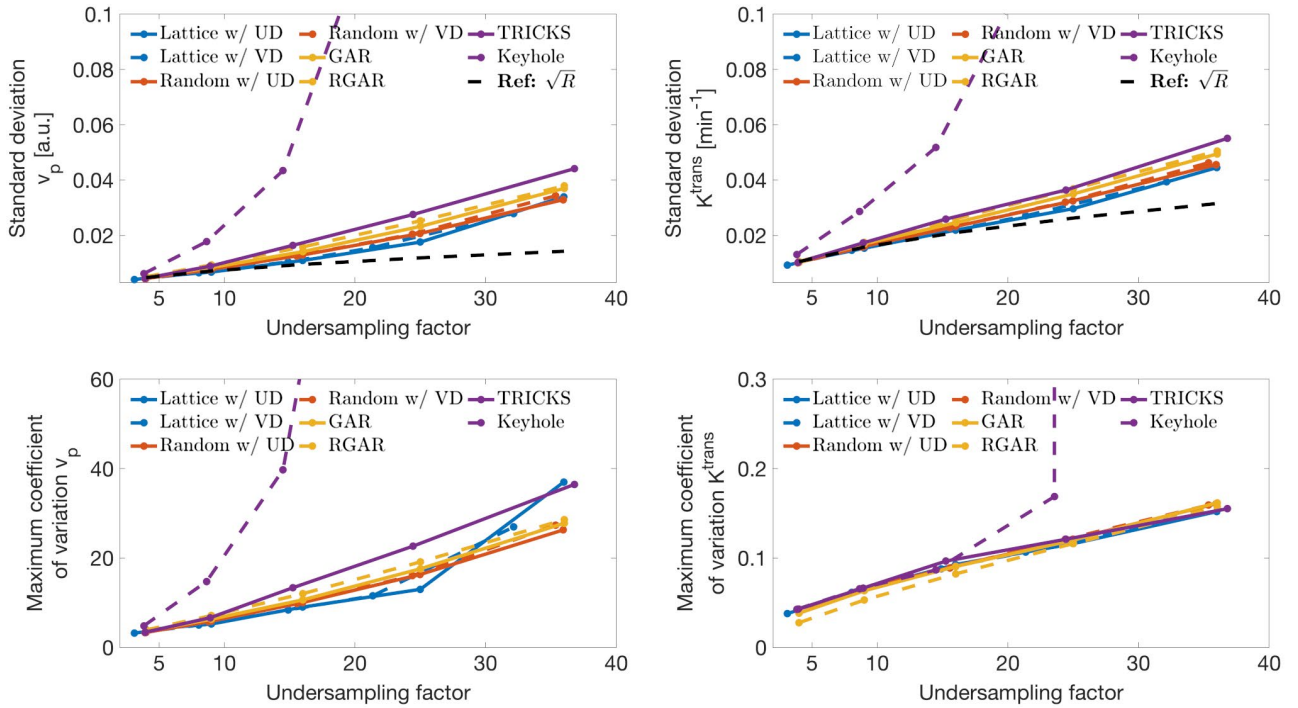 0.1
0.08
0.06
0.04
0.02
Standard deviation
v_p [a.u.]
Lattice w/ UD
Lattice w/ VD
Random w/ UD
Random w/ VD
GAR
RGAR
TRICKS
Keyhole
Ref: √R
5 10 20 30 40
Undersampling factor
0.1
0.08
0.06
0.04
0.02
Standard deviation
K^trans [min^-1]
Lattice w/ UD
Lattice w/ VD
Random w/ UD
Random w/ VD
GAR
RGAR
TRICKS
Keyhole
Ref: √R
5 10 20 30 40
Undersampling factor
60
40
20
0
Maximum coefficient
of variation v_p
Lattice w/ UD
Lattice w/ VD
Random w/ UD
Random w/ VD
GAR
RGAR
TRICKS
Keyhole
5 10 20 30 40
Undersampling factor
0.3
0.2
0.1
0
Maximum coefficient
of variation K^trans
Lattice w/ UD
Lattice w/ VD
Random w/ UD
Random w/ VD
GAR
RGAR
TRICKS
Keyhole
5 10 20 30 40
Undersampling factor